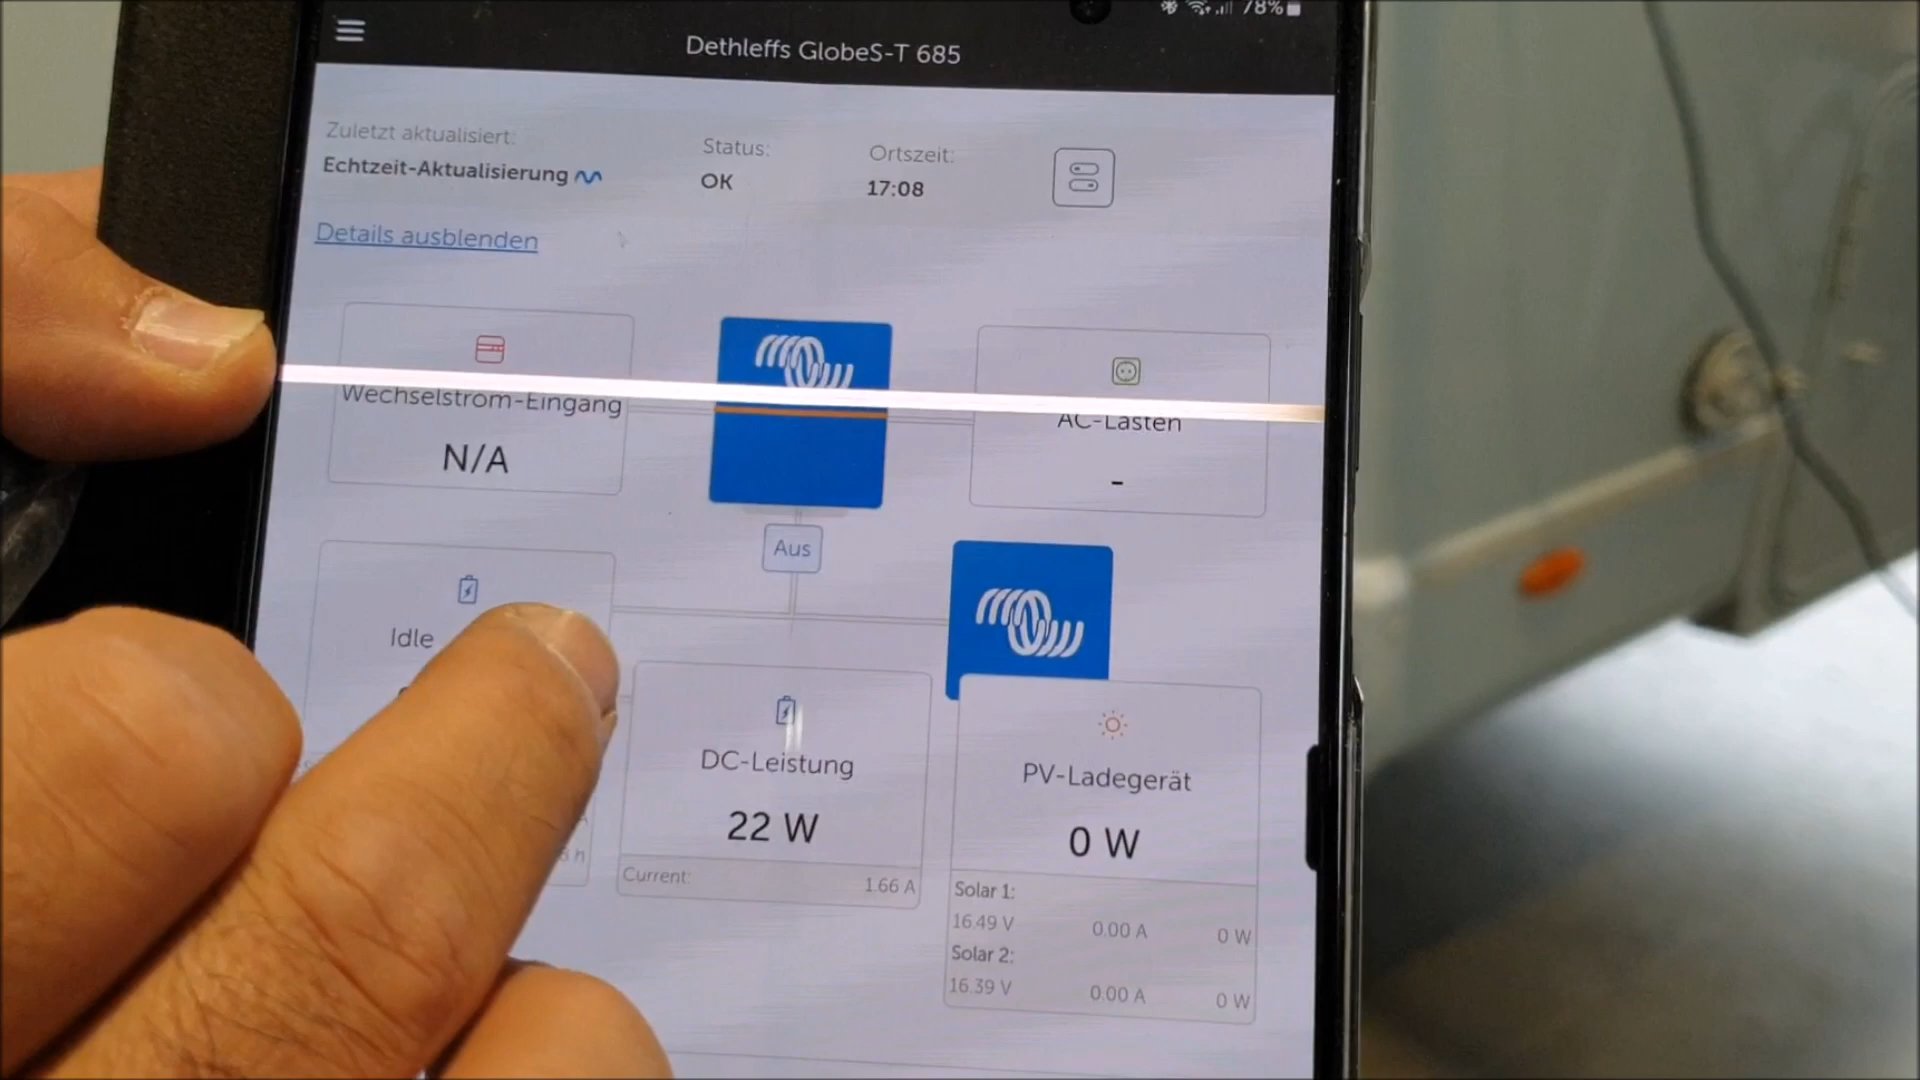 78%
Dethleffs GlobeS-T 685
Zuletzt aktualisiert:
Echtzeit-Aktualisierung
Status:
OK
Ortszeit:
17:08
Details ausblenden
Wechselstrom-Eingang
N/A
AC-Lasten
-
Aus
Idle
DC-Leistung
22 W
Current: 1.66 A
PV-Ladegerät
0 W
Solar 1:
16.49 V 0.00 A 0 W
Solar 2:
16.39 V 0.00 A 0 W
h